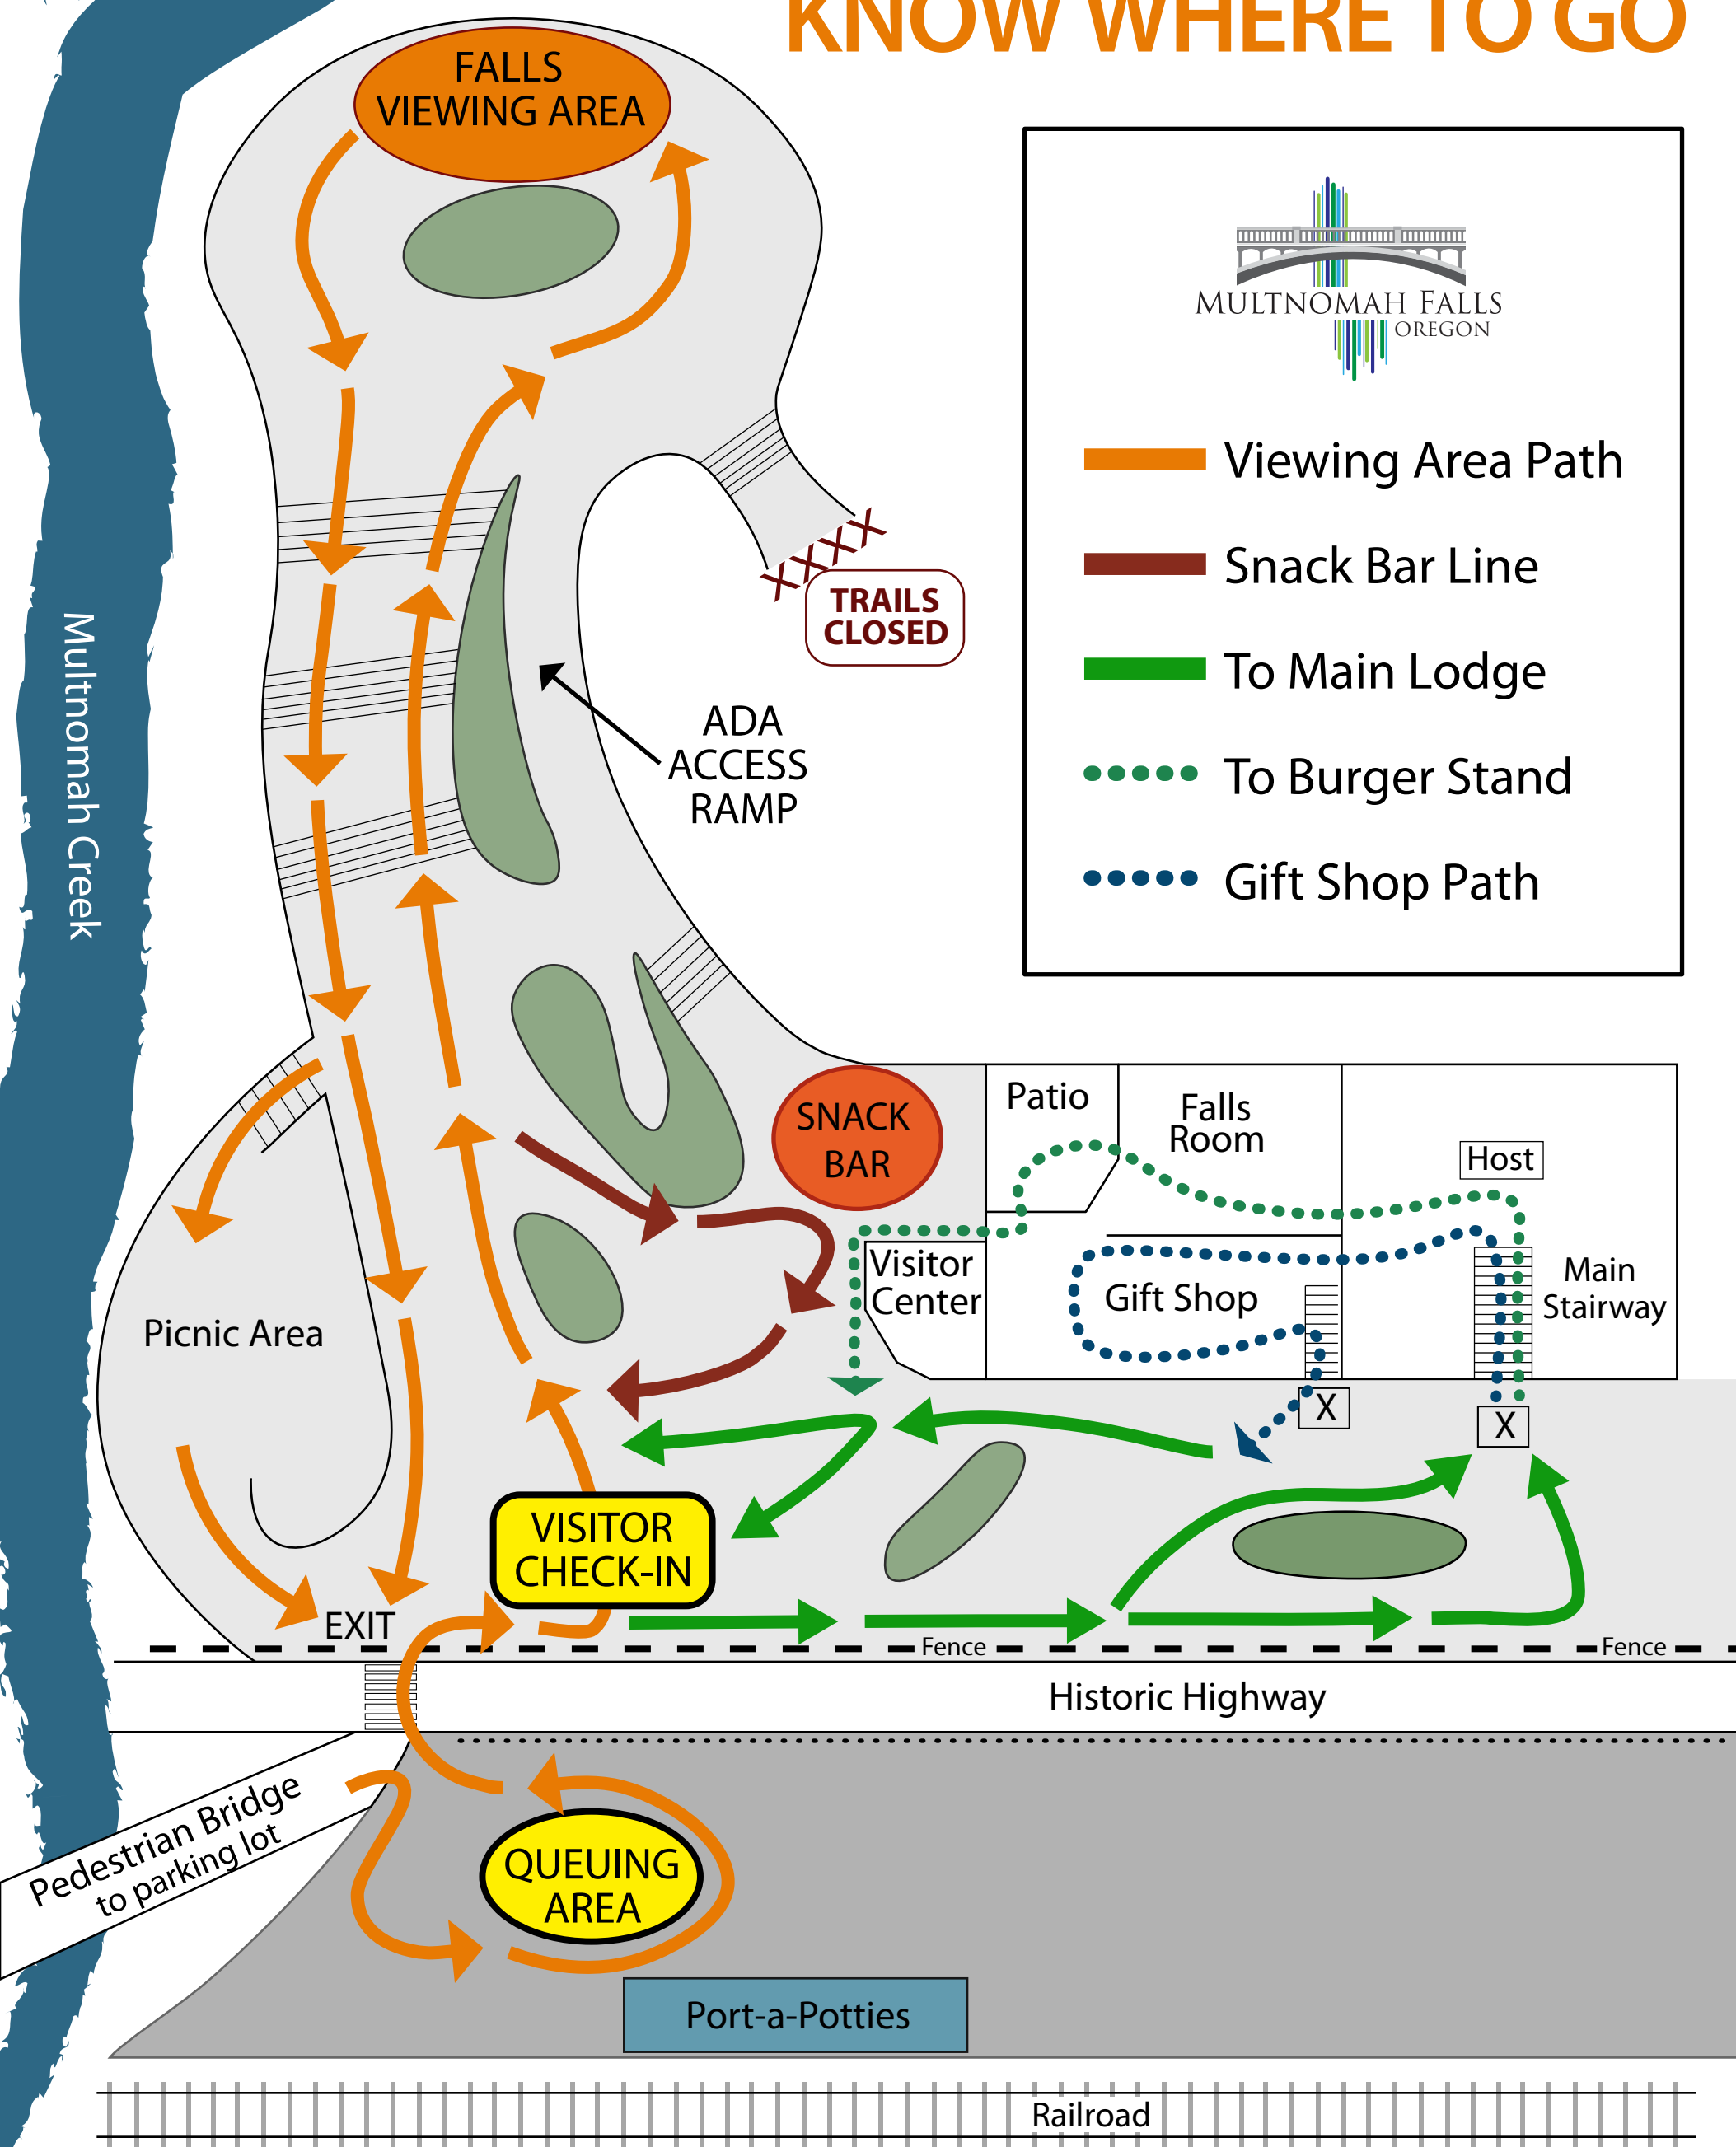 KNOW WHERE TO GO
FALLS
VIEWING AREA
MULTNOMAH FALLS
OREGON
Viewing Area Path
Snack Bar Line
To Main Lodge
To Burger Stand
Gift Shop Path
TRAILS
CLOSED
Multnomah Creek
ADA
ACCESS
RAMP
SNACK
BAR
Patio
Falls
Room
Host
Visitor
Center
Gift Shop
Main
Stairway
Picnic Area
X
X
VISITOR
CHECK-IN
EXIT
Fence
Fence
Historic Highway
Pedestrian Bridge
to parking lot
QUEUING
AREA
Port-a-Potties
Railroad